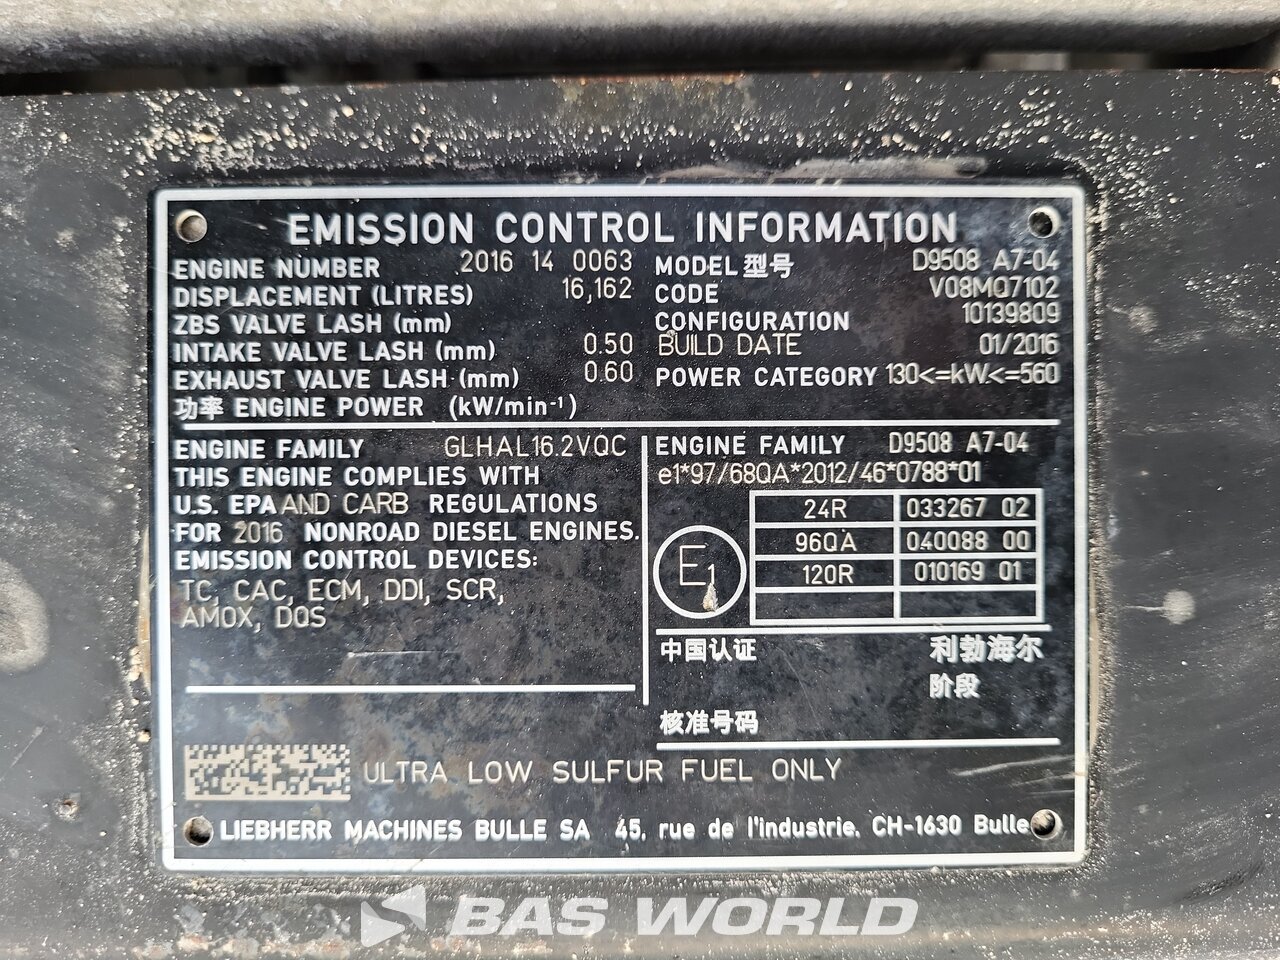 EMISSION CONTROL INFORMATION
ENGINE NUMBER 2016 14 0063
DISPLACEMENT (LITRES) 16,162
ZBS VALVE LASH (mm)
INTAKE VALVE LASH (mm) 0.50
EXHAUST VALVE LASH (mm) 0.60
功率 ENGINE POWER (kW/min-1)
MODEL 型号 D9508 A7-04
CODE V08MQ7102
CONFIGURATION 10139809
BUILD DATE 01/2016
POWER CATEGORY 130<=kW<=560
ENGINE FAMILY GLHAL16.2VQC
THIS ENGINE COMPLIES WITH
U.S. EPA AND CARB REGULATIONS
FOR 2016 NONROAD DIESEL ENGINES.
EMISSION CONTROL DEVICES:
TC, CAC, ECM, DDI, SCR,
AMOX, DOS
ENGINE FAMILY D9508 A7-04
e1*97/68QA*2012/46*0788*01
E1
24R 033267 02
96QA 040088 00
120R 010169 01
中国认证 利勃海尔
阶段
核准号码
ULTRA LOW SULFUR FUEL ONLY
LIEBHERR MACHINES BULLE SA 45, rue de l'industrie. CH-1630 Bulle
BAS WORLD